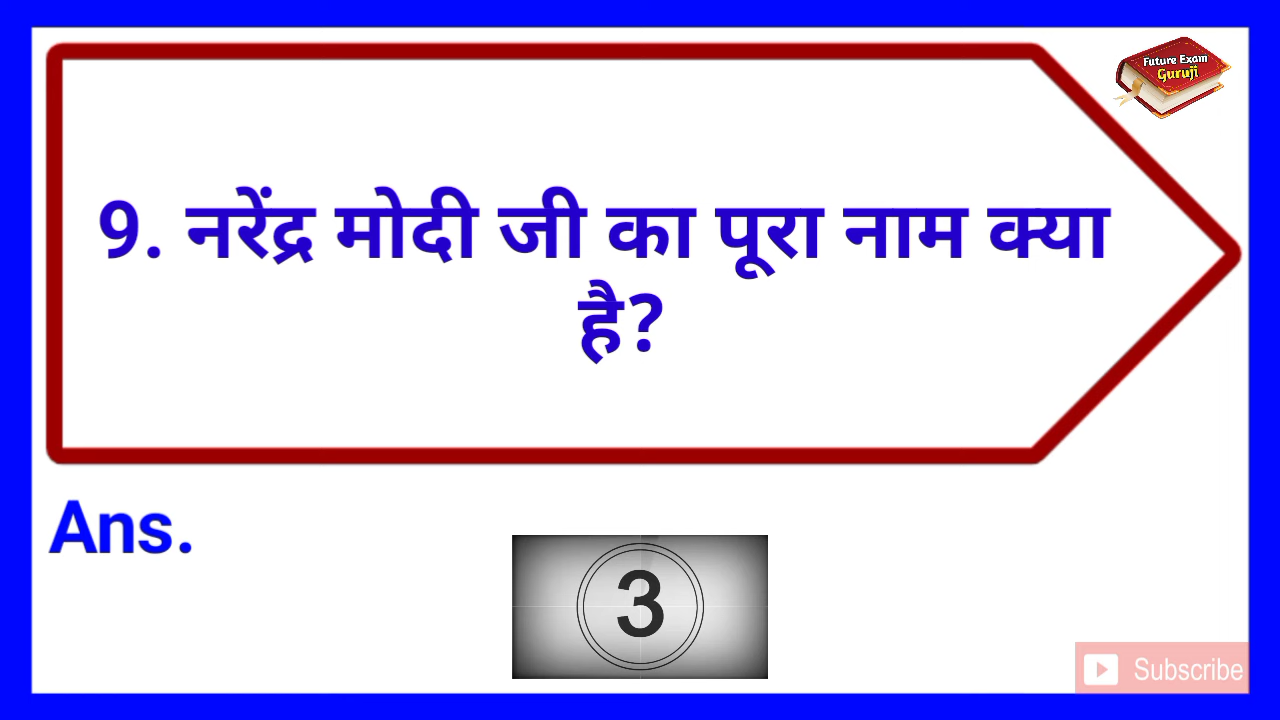 Future Exam
Guruji
9. नरेंद्र मोदी जी का पूरा नाम क्या
है?
Ans.
3
Subscribe